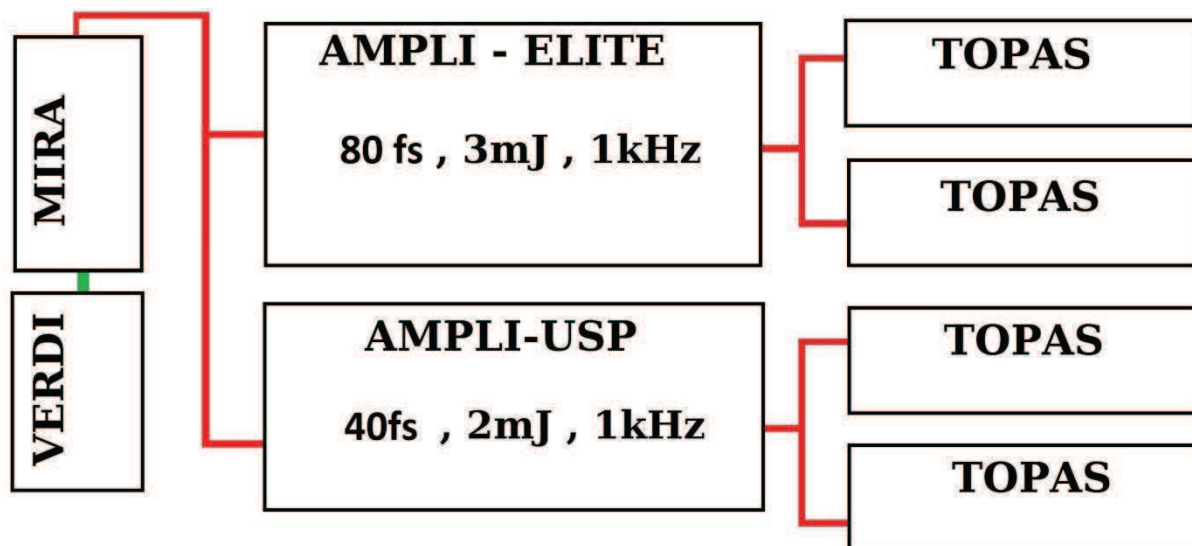 MIRA
VERDI
AMPLI - ELITE
80 fs , 3mJ , 1kHz
AMPLI-USP
40fs , 2mJ , 1kHz
TOPAS
TOPAS
TOPAS
TOPAS